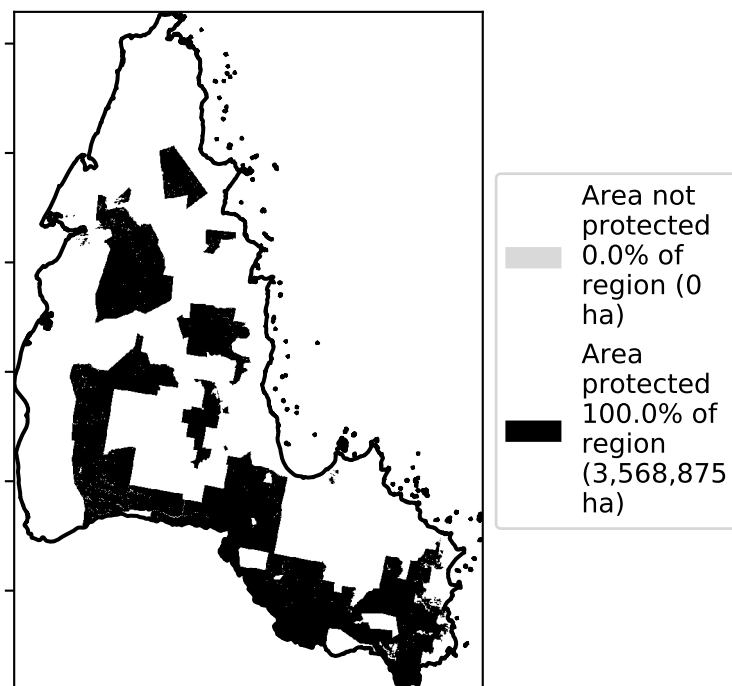 Area not
protected
0.0% of
region (0
ha)
Area
protected
100.0% of
region
(3,568,875
ha)